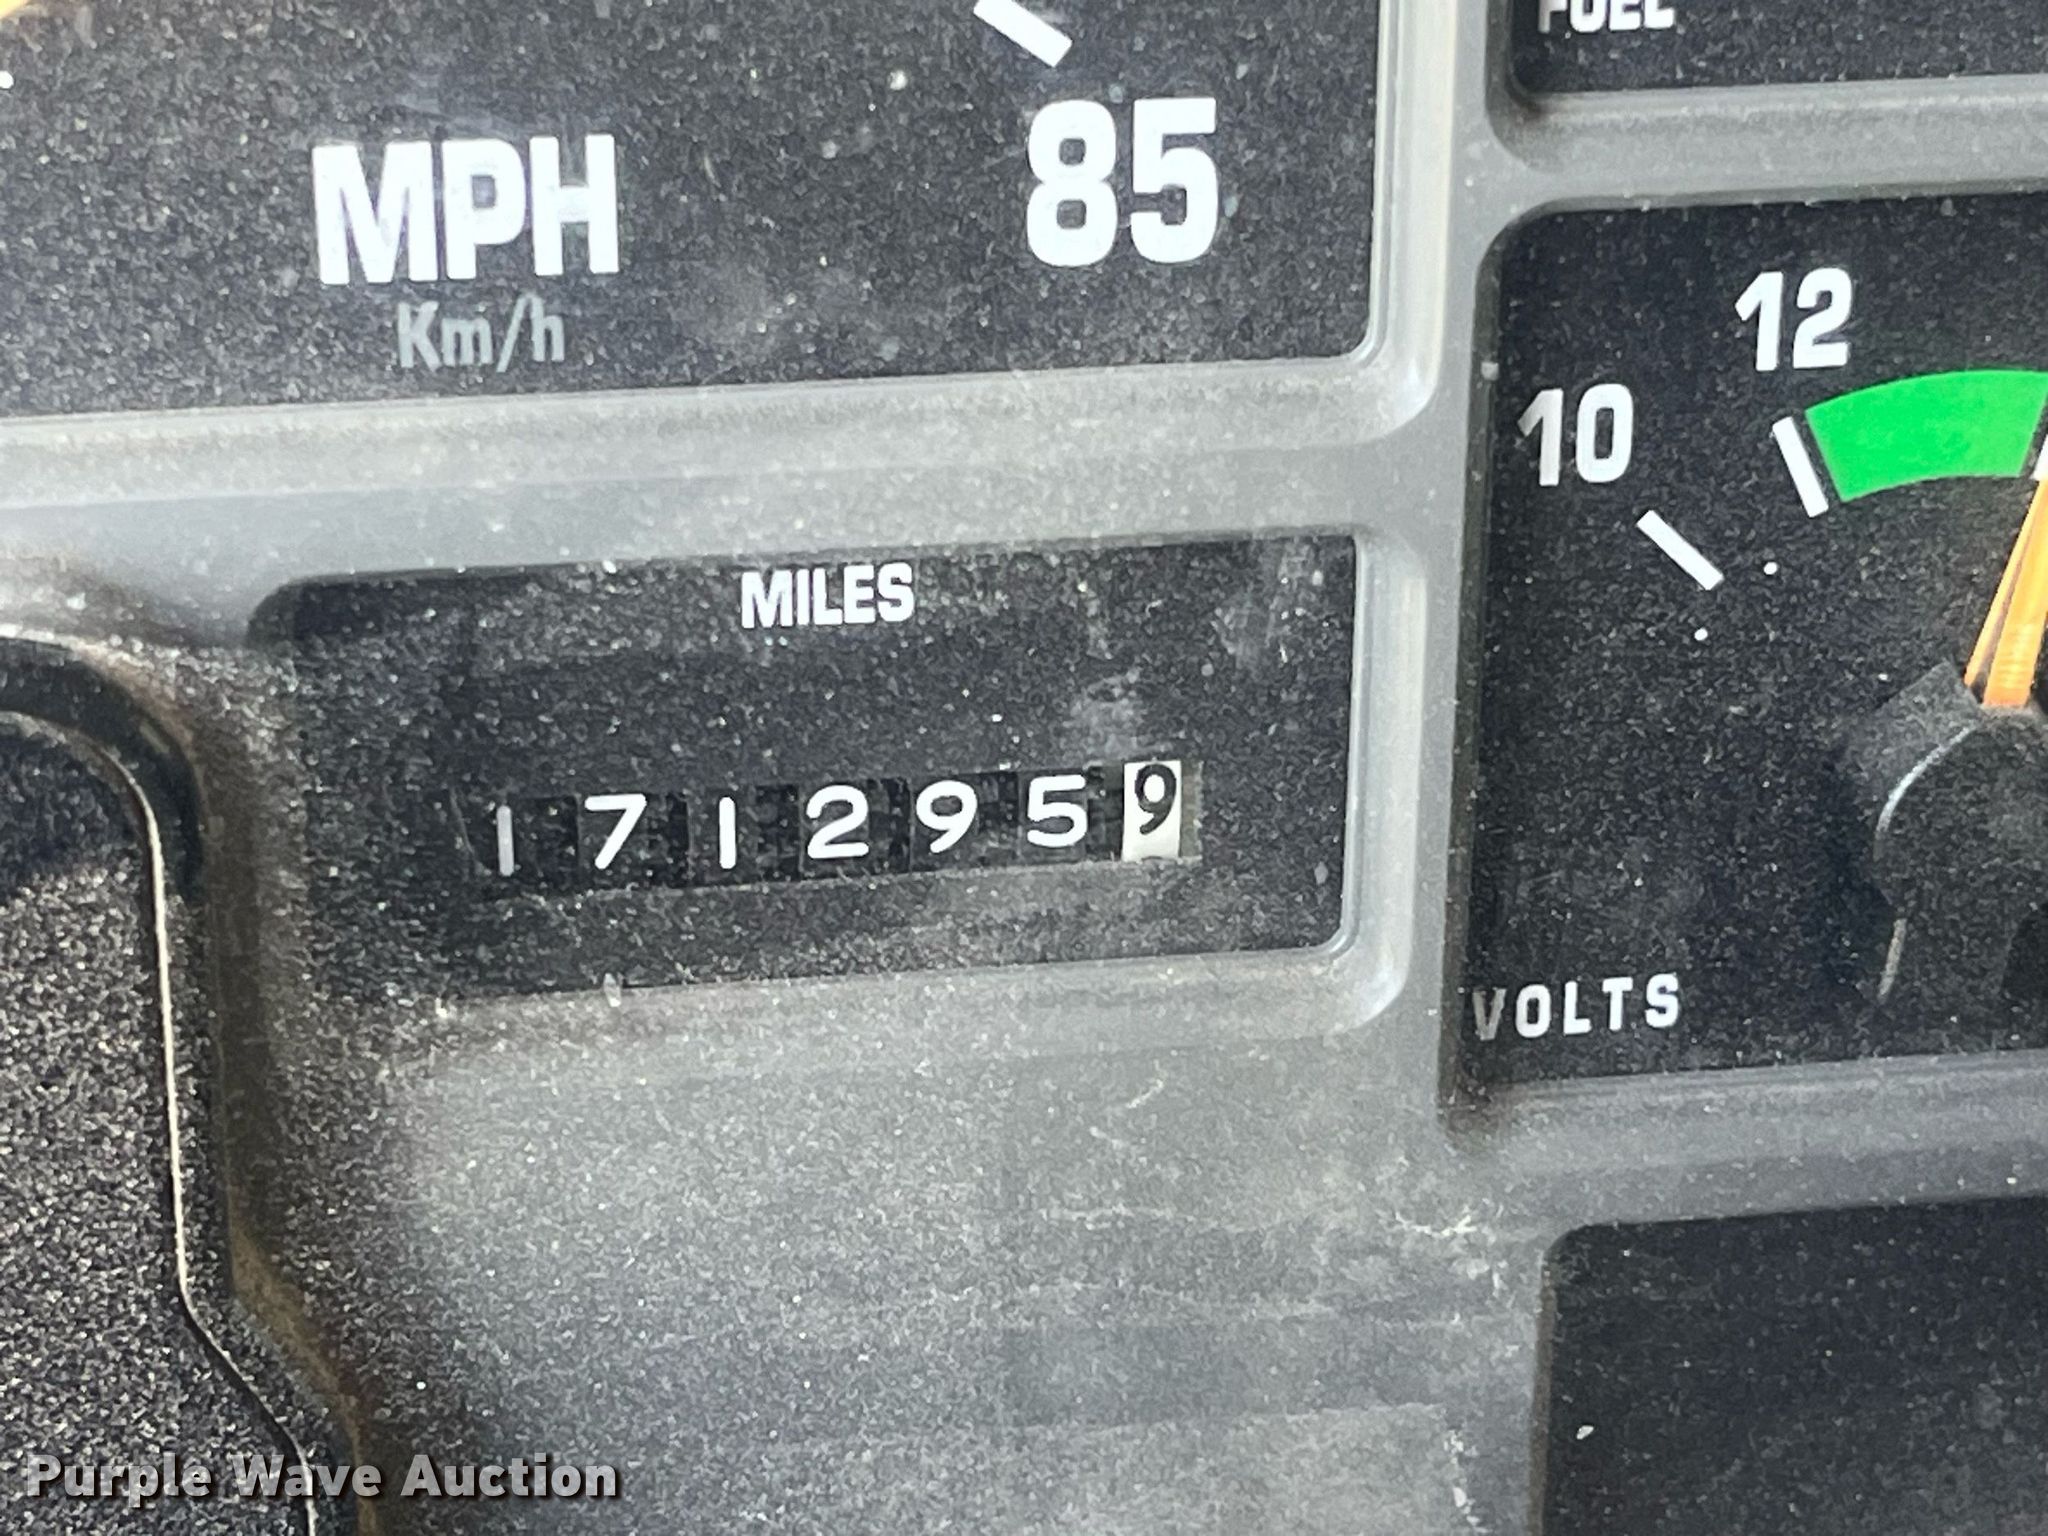 FUEL
85
MPH
Km/h
12
10
MILES
1712959
VOLTS
Purple Wave Auction